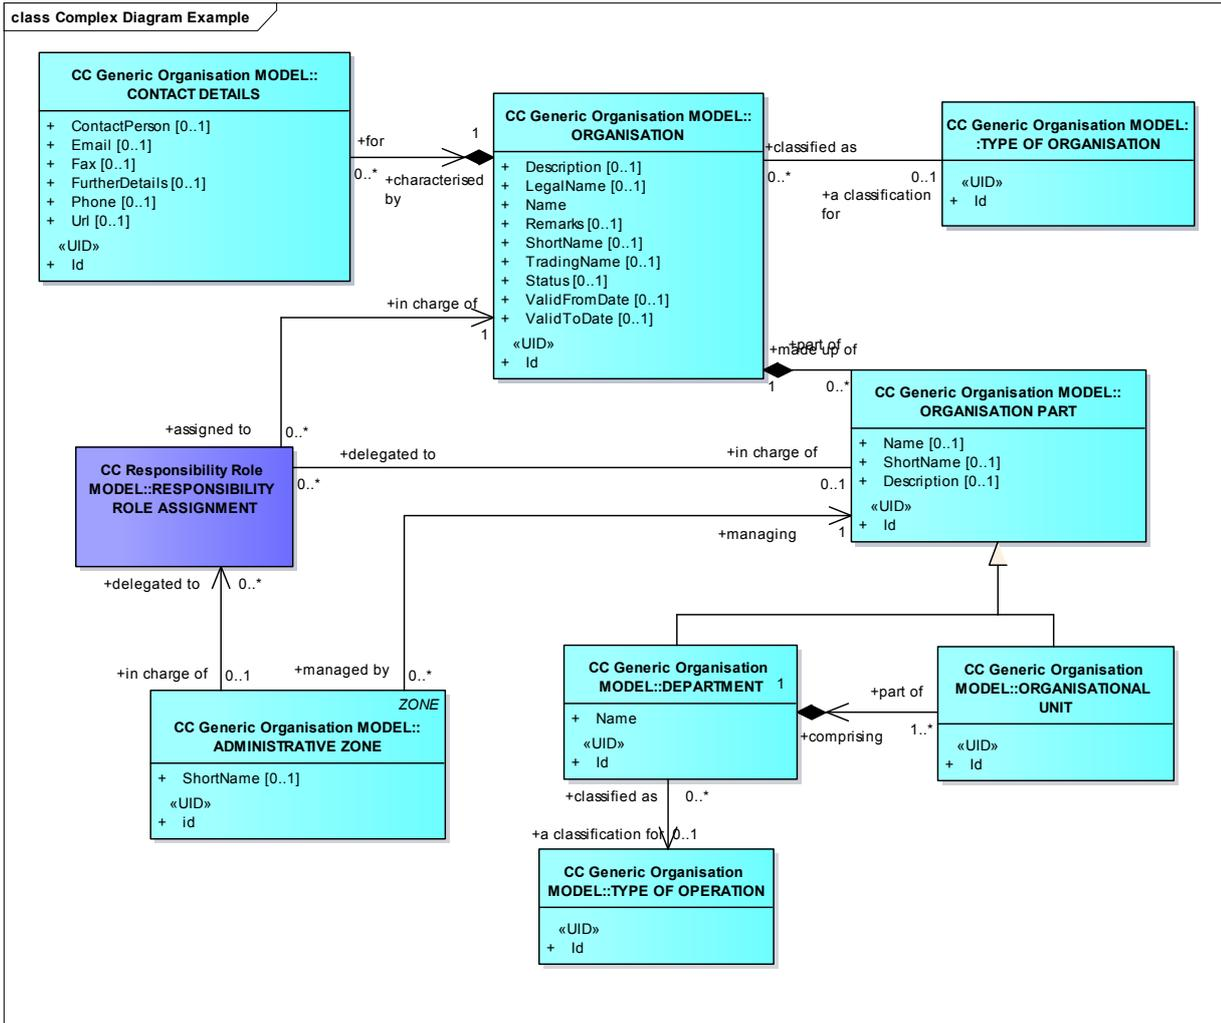 class Complex Diagram Example
CC Generic Organisation MODEL::
CONTACT DETAILS
+ ContactPerson [0..1]
+ Email [0..1]
+ Fax [0..1]
+ FurtherDetails [0..1]
+ Phone [0..1]
+ Url [0..1]
«UID»
+ Id
+for
0..*
1
+characterised
by
CC Generic Organisation MODEL::
ORGANISATION
+ Description [0..1]
+ LegalName [0..1]
+ Name
+ Remarks [0..1]
+ ShortName [0..1]
+ TradingName [0..1]
+ Status [0..1]
+ ValidFromDate [0..1]
+ ValidToDate [0..1]
«UID»
+ Id
+classified as
0..*
0..1
+a classification
for
CC Generic Organisation MODEL:
:TYPE OF ORGANISATION
«UID»
+ Id
+in charge of
1
+part of
+made up of
1
0..*
CC Generic Organisation MODEL::
ORGANISATION PART
+ Name [0..1]
+ ShortName [0..1]
+ Description [0..1]
«UID»
+ Id
+assigned to
0..*
CC Responsibility Role
MODEL::RESPONSIBILITY
ROLE ASSIGNMENT
+delegated to
0..*
+in charge of
0..1
+managing
1
+delegated to
0..*
+in charge of
0..1
+managed by
0..*
ZONE
CC Generic Organisation MODEL::
ADMINISTRATIVE ZONE
+ ShortName [0..1]
«UID»
+ id
CC Generic Organisation
MODEL::DEPARTMENT
1
+ Name
«UID»
+ Id
+part of
1..*
+comprising
CC Generic Organisation
MODEL::ORGANISATIONAL
UNIT
«UID»
+ Id
+classified as
0..*
+a classification for
0..1
CC Generic Organisation
MODEL::TYPE OF OPERATION
«UID»
+ Id